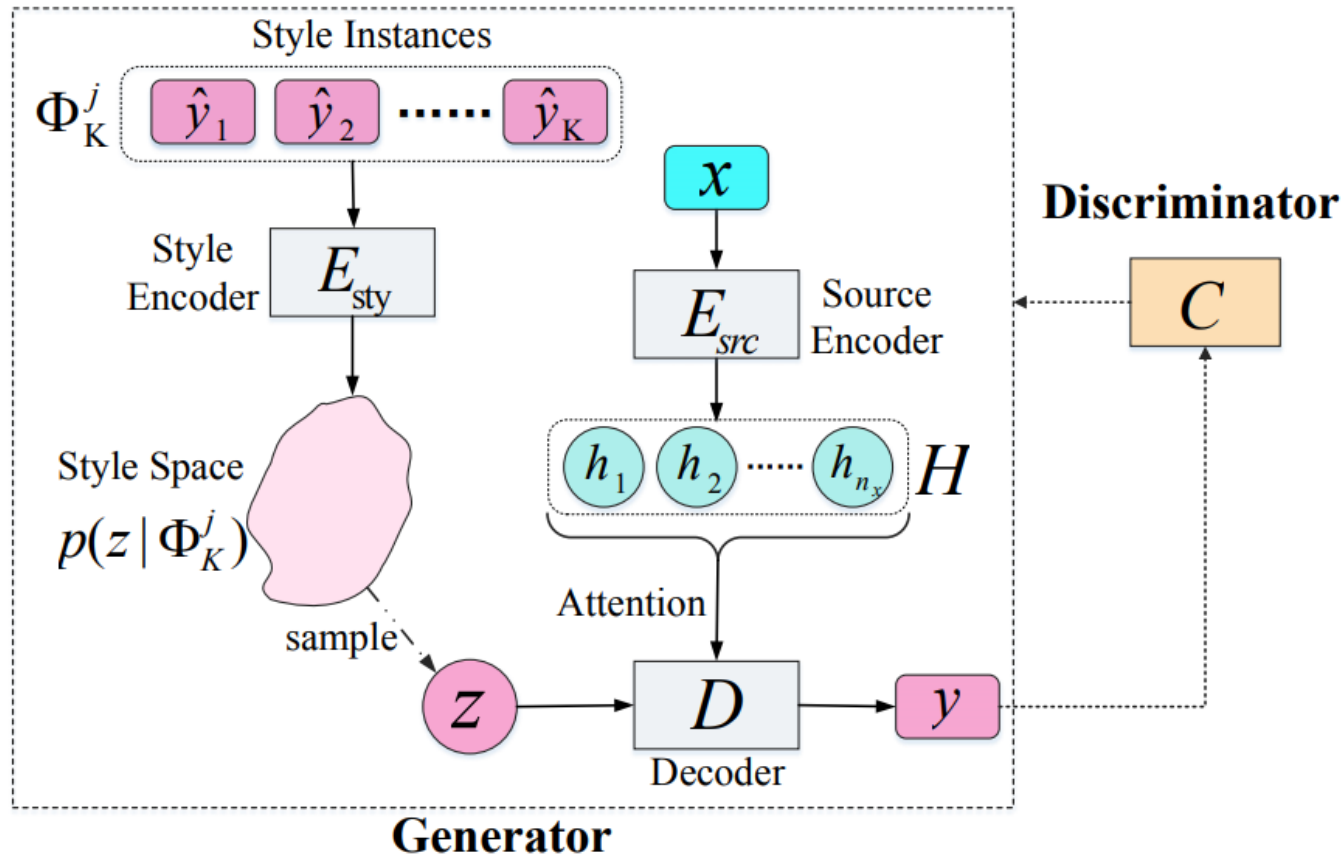 Style Instances
Φ_K^j
ŷ_1 ŷ_2 ······ ŷ_K
x
Discriminator
Style
Encoder
E_sty
E_src
Source
Encoder
C
Style Space
p(z | Φ_K^j)
h_1 h_2 ······ h_{n_x} H
Attention
sample
z
D
y
Decoder
Generator